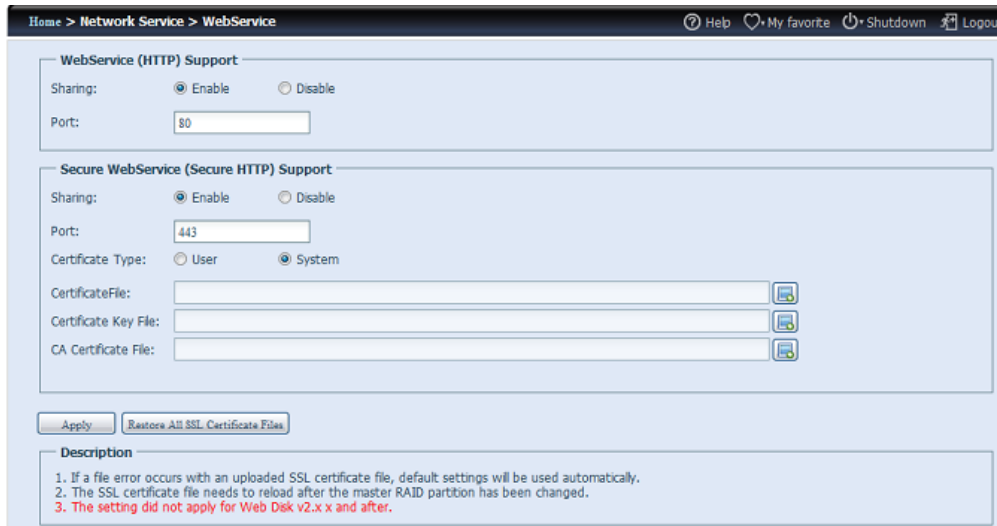 Home > Network Service > WebService
Help My favorite Shutdown Logou
WebService (HTTP) Support
Sharing: Enable Disable
Port: 80
Secure WebService (Secure HTTP) Support
Sharing: Enable Disable
Port: 443
Certificate Type: User System
CertificateFile:
Certificate Key File:
CA Certificate File:
Apply Restore All SSL Certificate Files
Description
1. If a file error occurs with an uploaded SSL certificate file, default settings will be used automatically.
2. The SSL certificate file needs to reload after the master RAID partition has been changed.
3. The setting did not apply for Web Disk v2.x x and after.